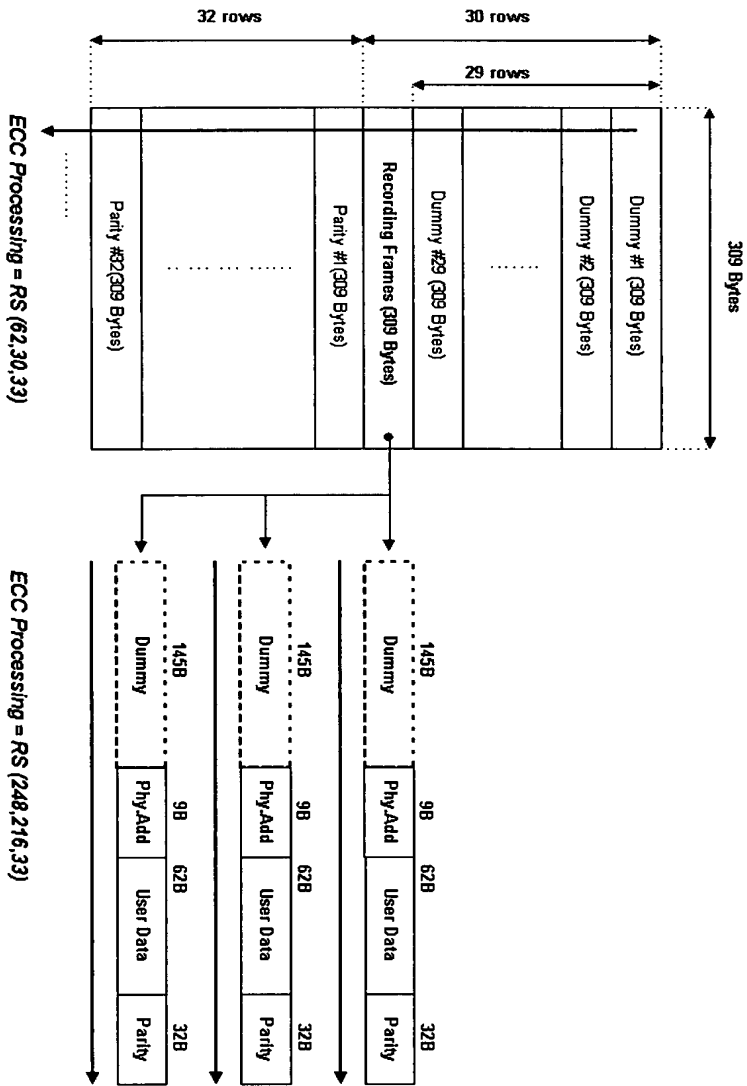 32 rows
30 rows
29 rows
309 Bytes
Dummy #1 (309 Bytes)
Dummy #2 (309 Bytes)
........
Dummy #29 (309 Bytes)
Recording Frames (309 Bytes)
Parity #1(309 Bytes)
... ... ... ...
Parity #32(309 Bytes)
........
ECC Processing = RS (62,30,33)
145B 9B 62B 32B
Dummy Phy.Add User Data Parity
145B 9B 62B 32B
Dummy Phy.Add User Data Parity
145B 9B 62B 32B
Dummy Phy.Add User Data Parity
ECC Processing = RS (248,216,33)